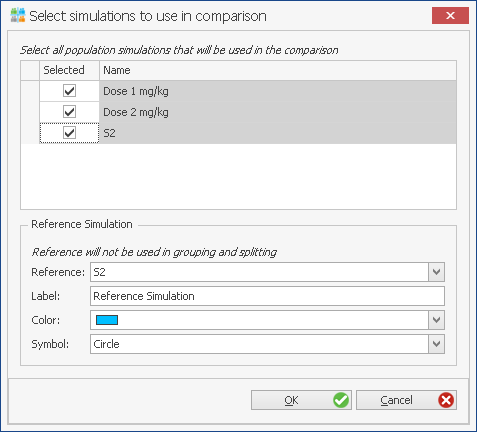 Select simulations to use in comparison
Select all population simulations that will be used in the comparison
Selected Name
Dose 1 mg/kg
Dose 2 mg/kg
S2
Reference Simulation
Reference will not be used in grouping and splitting
Reference: S2
Label: Reference Simulation
Color:
Symbol: Circle
OK Cancel